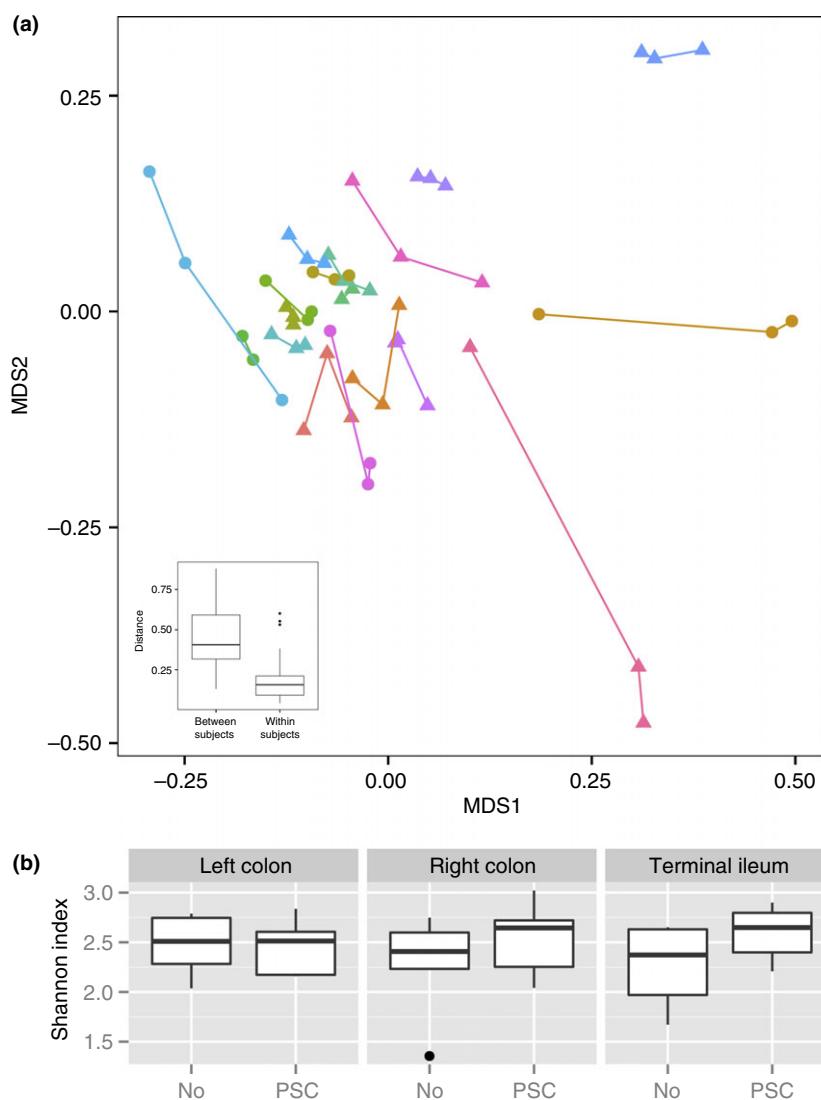 (a)
0.25
0.00
−0.25
−0.50
MDS2
−0.25
0.00
0.25
0.50
MDS1
0.75
0.50
0.25
Distance
Between subjects
Within subjects
(b)
Left colon
Right colon
Terminal ileum
3.0
2.5
2.0
1.5
Shannon index
No
PSC
No
PSC
No
PSC